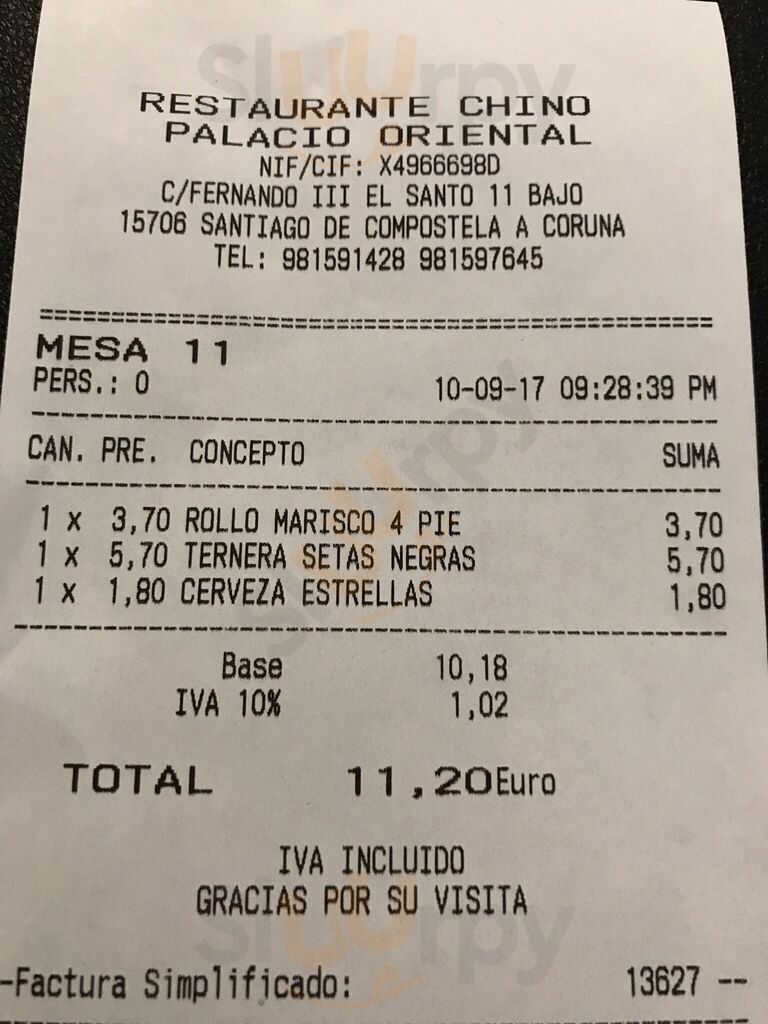 RESTAURANTE CHINO
PALACIO ORIENTAL
NIF/CIF: X4966698D
C/FERNANDO III EL SANTO 11 BAJO
15706 SANTIAGO DE COMPOSTELA A CORUNA
TEL: 981591428 981597645
MESA 11
PERS.: 0 10-09-17 09:28:39 PM
CAN. PRE. CONCEPTO SUMA
1 x 3,70 ROLLO MARISCO 4 PIE 3,70
1 x 5,70 TERNERA SETAS NEGRAS 5,70
1 x 1,80 CERVEZA ESTRELLAS 1,80
Base 10,18
IVA 10% 1,02
TOTAL 11,20Euro
IVA INCLUIDO
GRACIAS POR SU VISITA
-Factura Simplificado: 13627 --
sluurpy
sluurpy
sluurpy